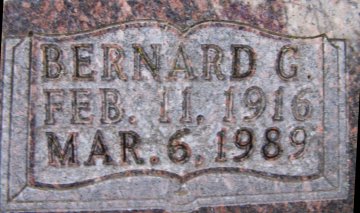 BERNARD G.
FEB. 11, 1916
MAR. 6, 1989